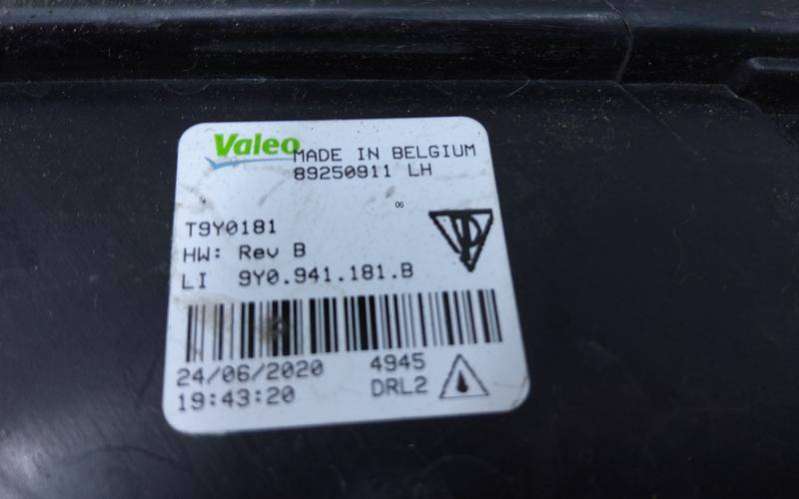 Valeo
MADE IN BELGIUM
89250911 LH
T9Y0181
HW: Rev B
LI 9Y0.941.181.B
24/06/2020 4945
19:43:20 DRL2